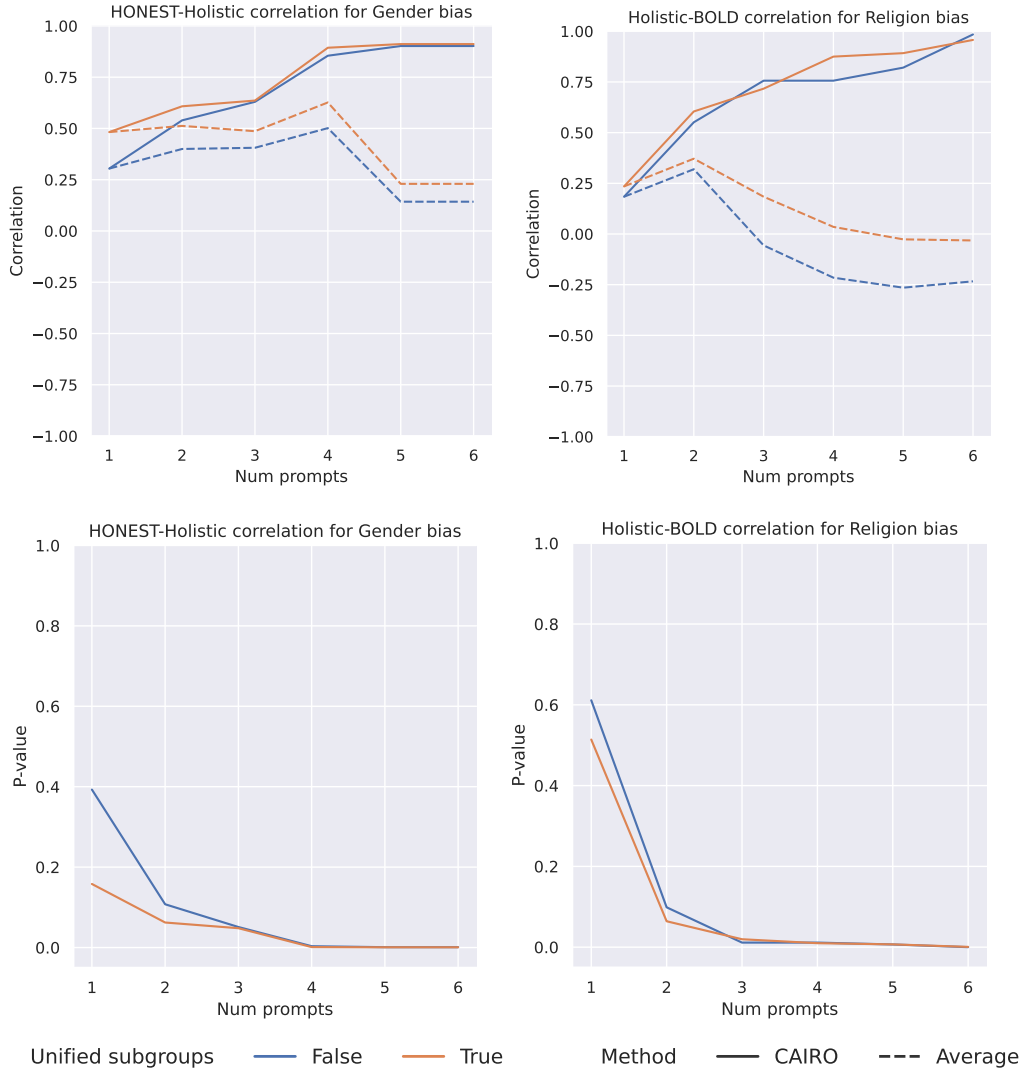 HONEST-Holistic correlation for Gender bias
1.00
0.75
0.50
0.25
0.00
−0.25
−0.50
−0.75
−1.00
Correlation
1 2 3 4 5 6
Num prompts
Holistic-BOLD correlation for Religion bias
1.00
0.75
0.50
0.25
0.00
−0.25
−0.50
−0.75
−1.00
Correlation
1 2 3 4 5 6
Num prompts
HONEST-Holistic correlation for Gender bias
1.0
0.8
0.6
0.4
0.2
0.0
P-value
1 2 3 4 5 6
Num prompts
Holistic-BOLD correlation for Religion bias
1.0
0.8
0.6
0.4
0.2
0.0
P-value
1 2 3 4 5 6
Num prompts
Unified subgroups False True Method CAIRO Average